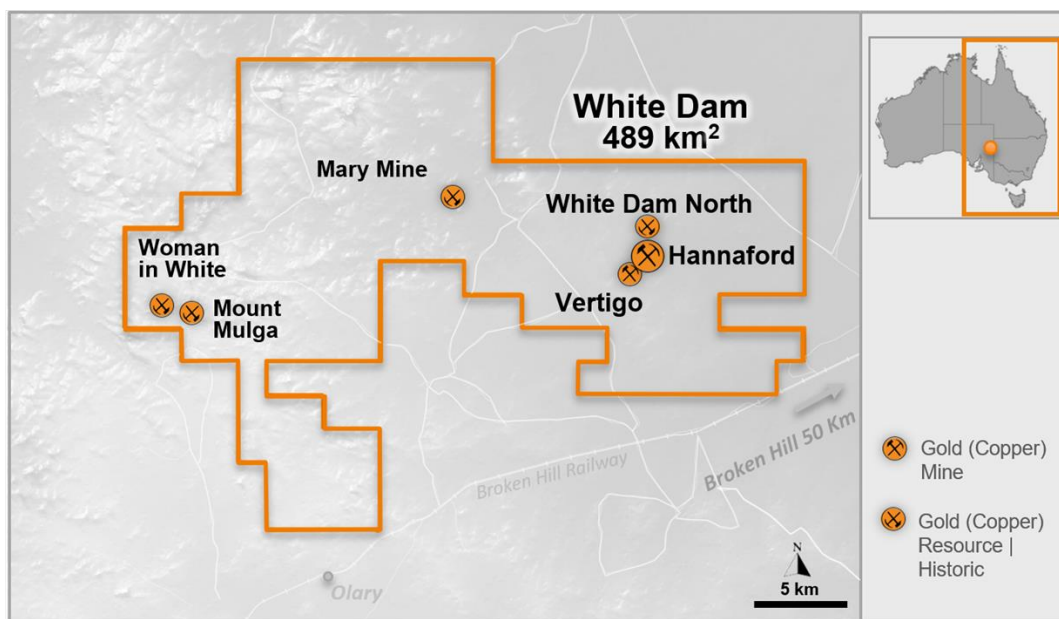 White Dam
489 km²
Mary Mine
White Dam North
Hannaford
Vertigo
Woman
in White
Mount
Mulga
Broken Hill Railway
Broken Hill 50 Km
Olary
N
5 km
Gold (Copper)
Mine
Gold (Copper)
Resource |
Historic